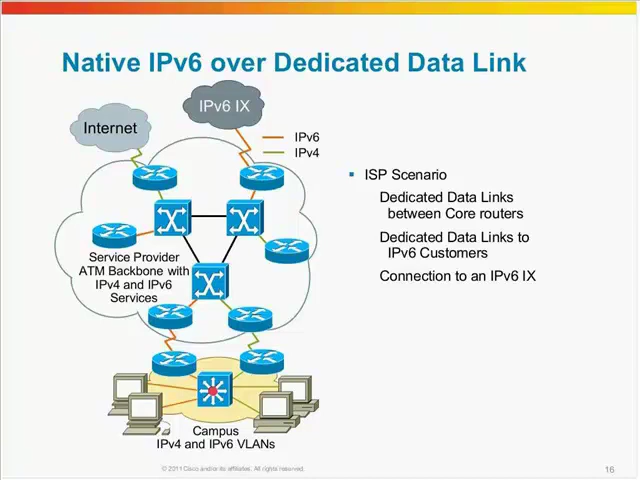 Native IPv6 over Dedicated Data Link
IPv6 IX
Internet
IPv6
IPv4
Service Provider
ATM Backbone with
IPv4 and IPv6
Services
Campus
IPv4 and IPv6 VLANs
ISP Scenario
Dedicated Data Links
between Core routers
Dedicated Data Links to
IPv6 Customers
Connection to an IPv6 IX
© 2011 Cisco and/or its affiliates. All rights reserved.
16